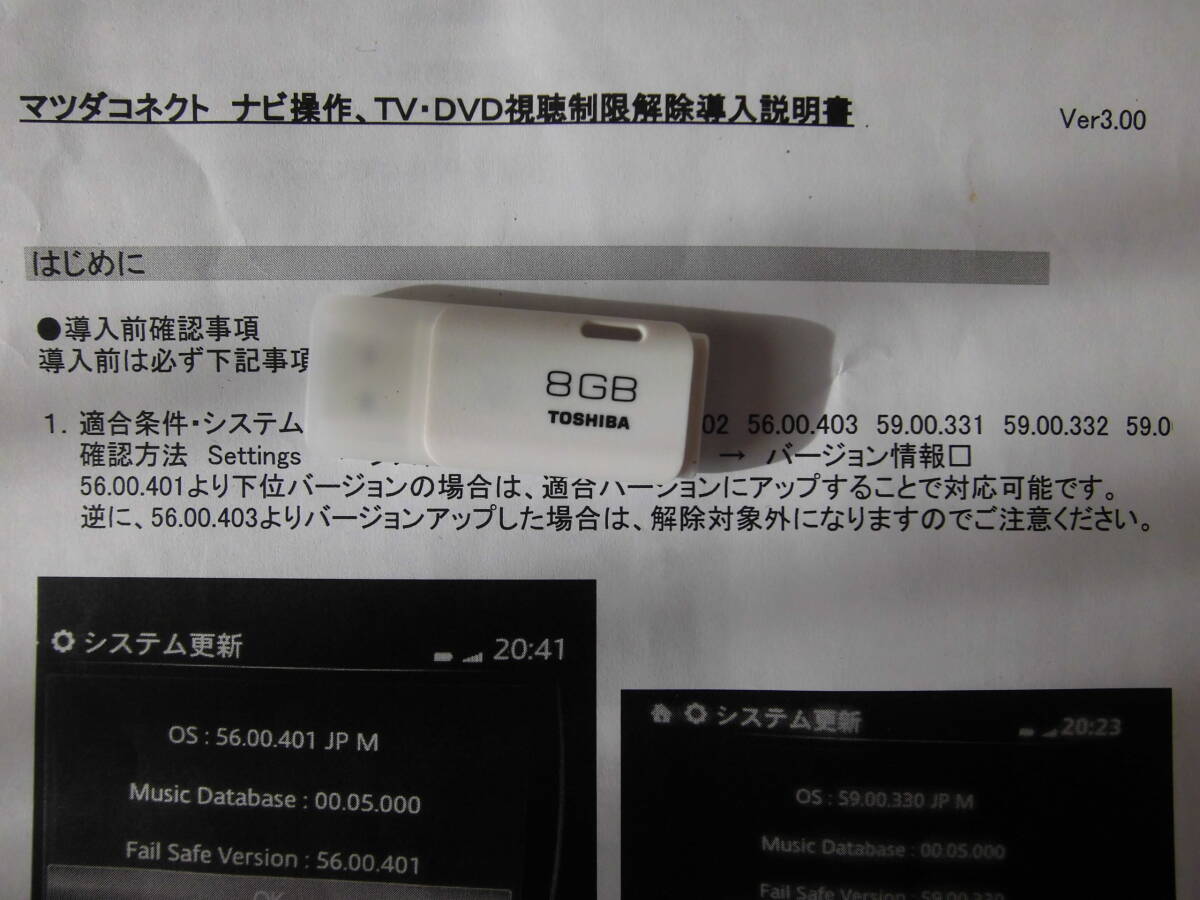 マツダコネクト ナビ操作、TV・DVD視聴制限解除導入説明書
Ver3.00
はじめに
●導入前確認事項
導入前は必ず下記事項
8GB
TOSHIBA
1. 適合条件・システム 02 56.00.403 59.00.331 59.00.332 59.0
確認方法 Settings → バージョン情報□
56.00.401より下位バージョンの場合は、適合バージョンにアップすることで対応可能です。
逆に、56.00.403よりバージョンアップした場合は、解除対象外になりますのでご注意ください。
システム更新 20:41
OS : 56.00.401 JP M
Music Database : 00.05.000
Fail Safe Version : 56.00.401
OK
システム更新 20:23
OS : 59.00.330 JP M
Music Database : 00.05.000
Fail Safe Version : 59.00.330